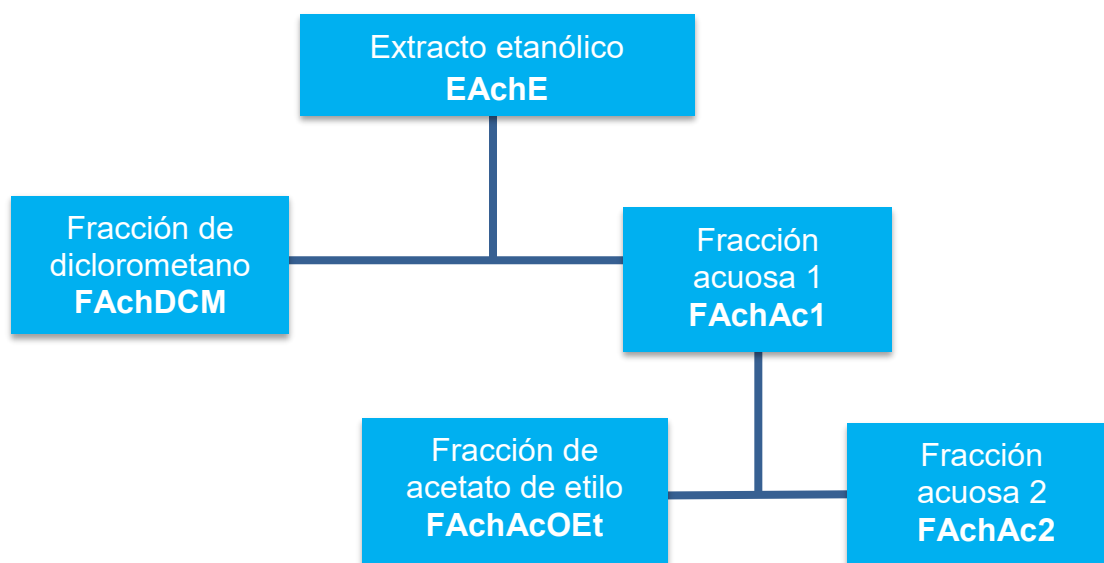 Extracto etanólico
EAchE
Fracción de
diclorometano
FAchDCM
Fracción
acuosa 1
FAchAc1
Fracción de
acetato de etilo
FAchAcOEt
Fracción
acuosa 2
FAchAc2